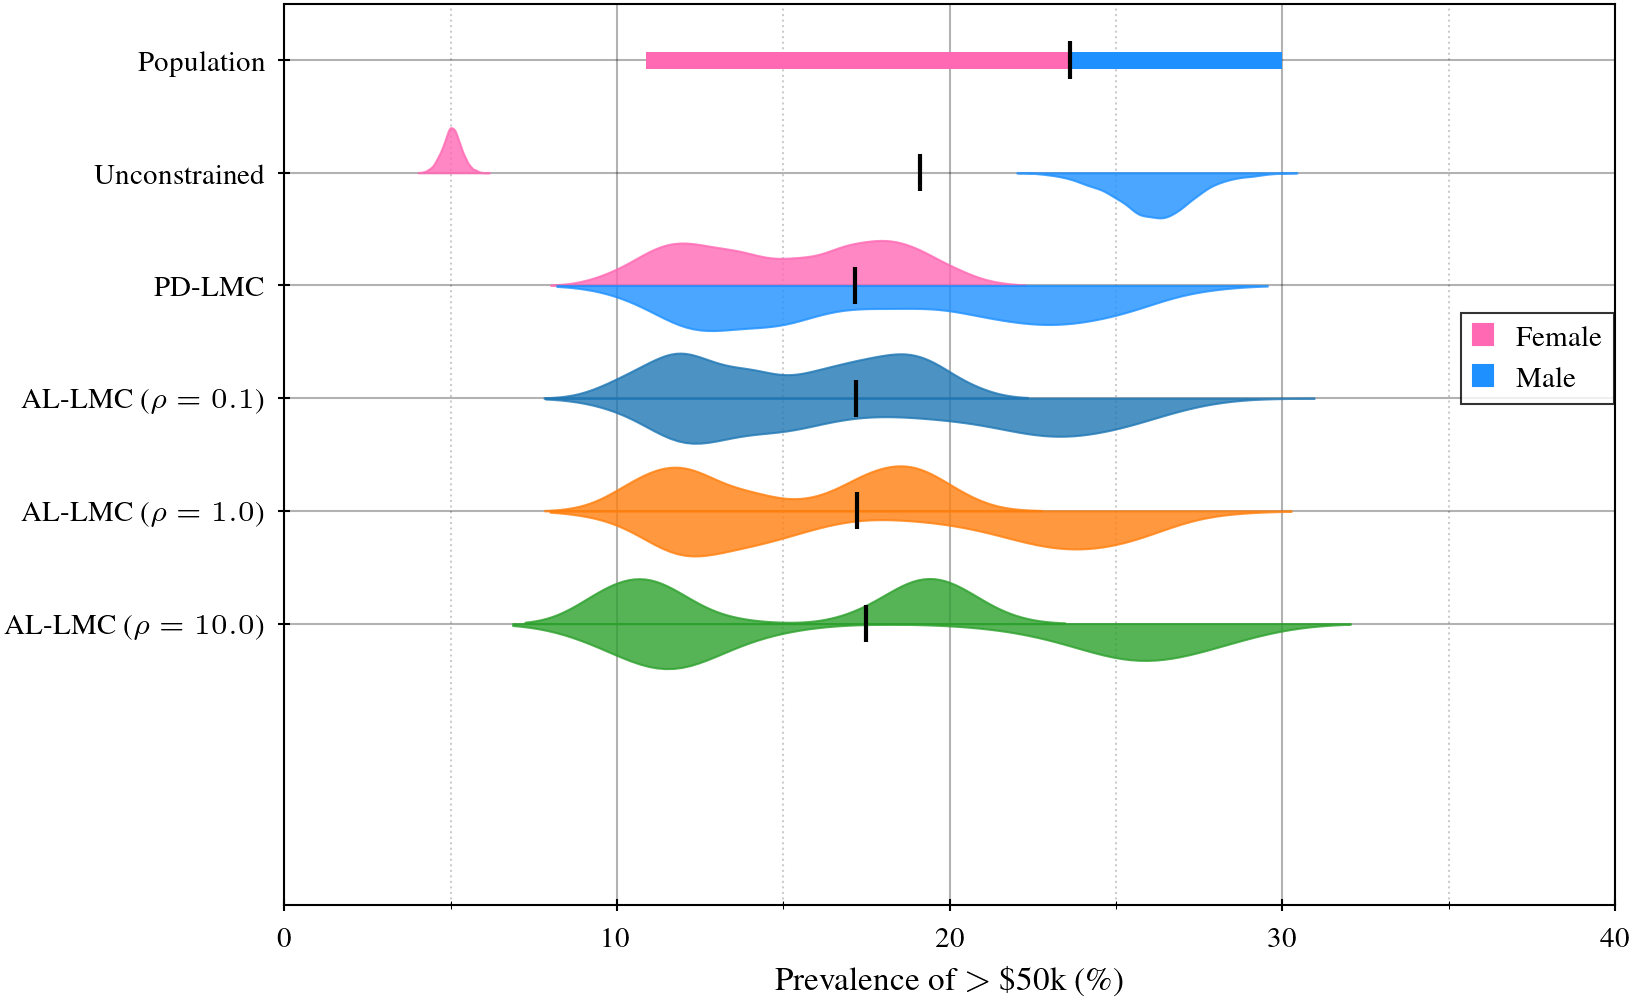 Population
Unconstrained
PD-LMC
AL-LMC (ρ = 0.1)
AL-LMC (ρ = 1.0)
AL-LMC (ρ = 10.0)
Female
Male
0 10 20 30 40
Prevalence of > $50k (%)